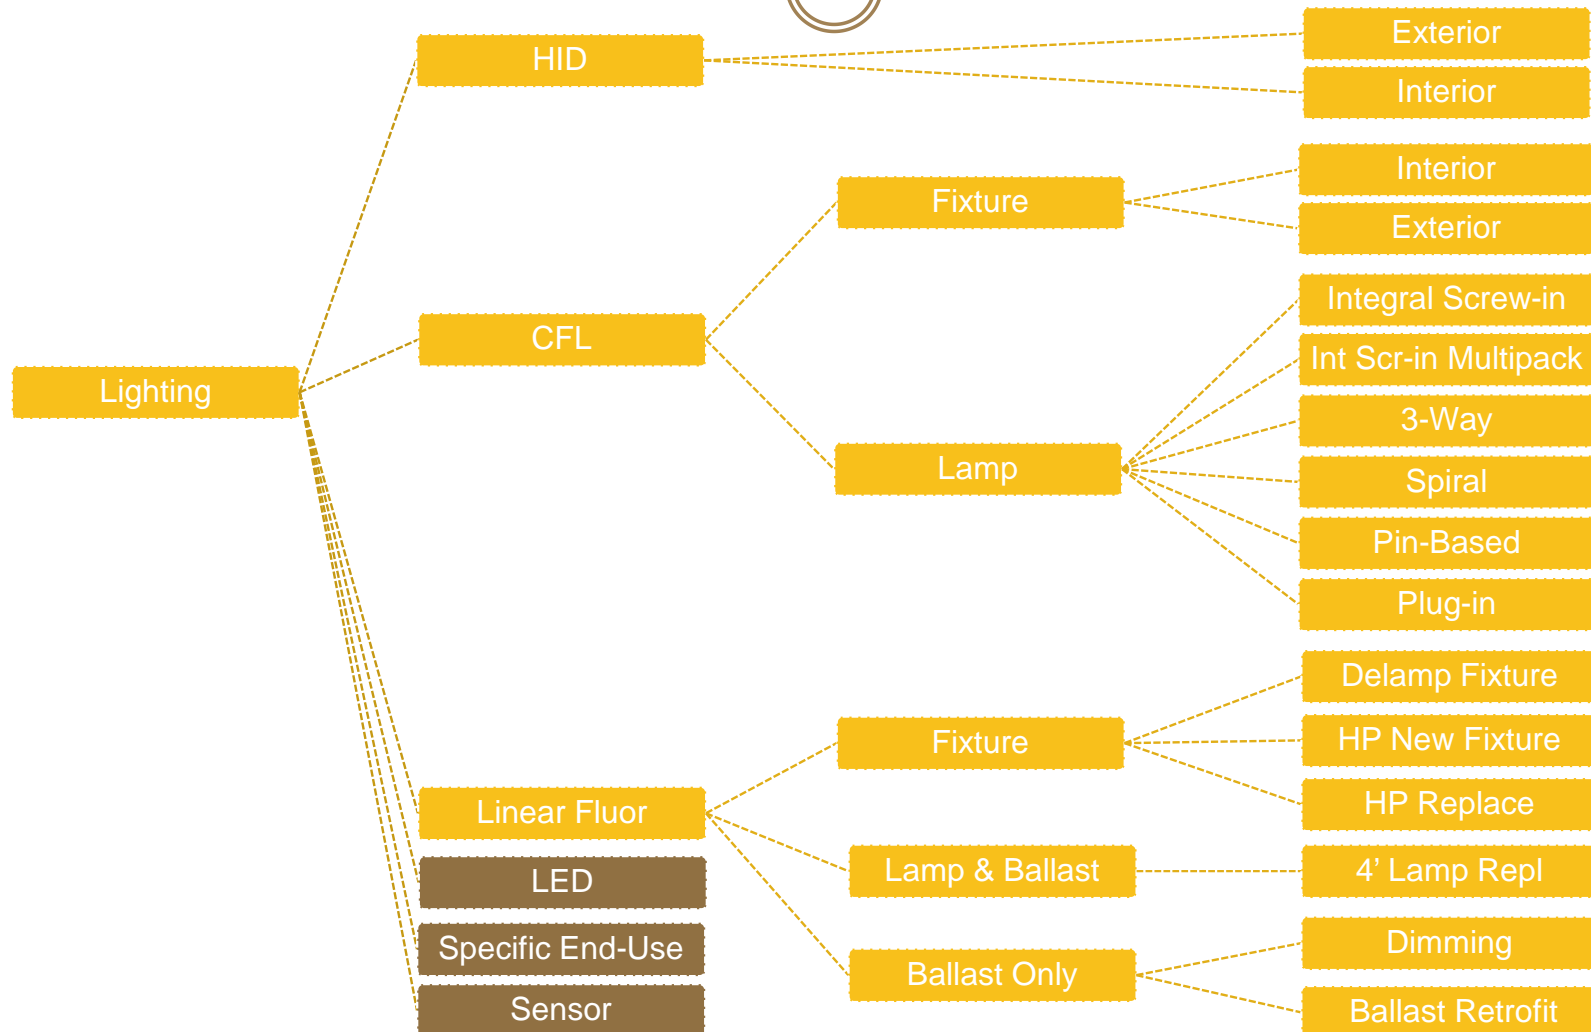 Lighting
HID
Exterior
Interior
CFL
Fixture
Interior
Exterior
Lamp
Integral Screw-in
Int Scr-in Multipack
3-Way
Spiral
Pin-Based
Plug-in
Linear Fluor
Fixture
Delamp Fixture
HP New Fixture
HP Replace
Lamp & Ballast
4’ Lamp Repl
Ballast Only
Dimming
Ballast Retrofit
LED
Specific End-Use
Sensor